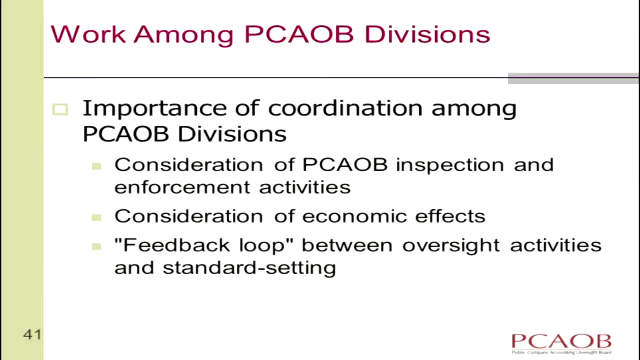 Work Among PCAOB Divisions
Importance of coordination among
PCAOB Divisions
Consideration of PCAOB inspection and
enforcement activities
Consideration of economic effects
"Feedback loop" between oversight activities
and standard-setting
41
PCAOB
Public Company Accounting Oversight Board